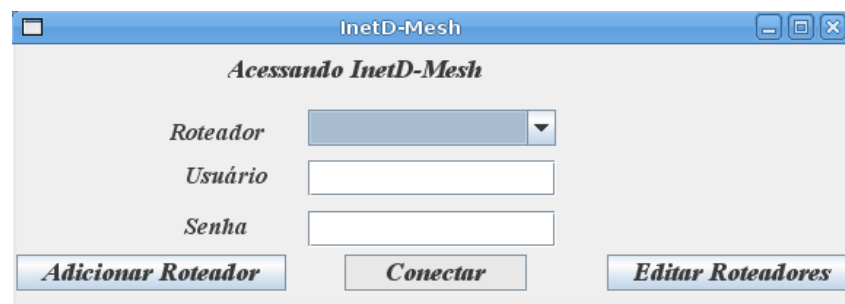 InetD-Mesh
Acessando InetD-Mesh
Roteador
Usuário
Senha
Adicionar Roteador Conectar Editar Roteadores